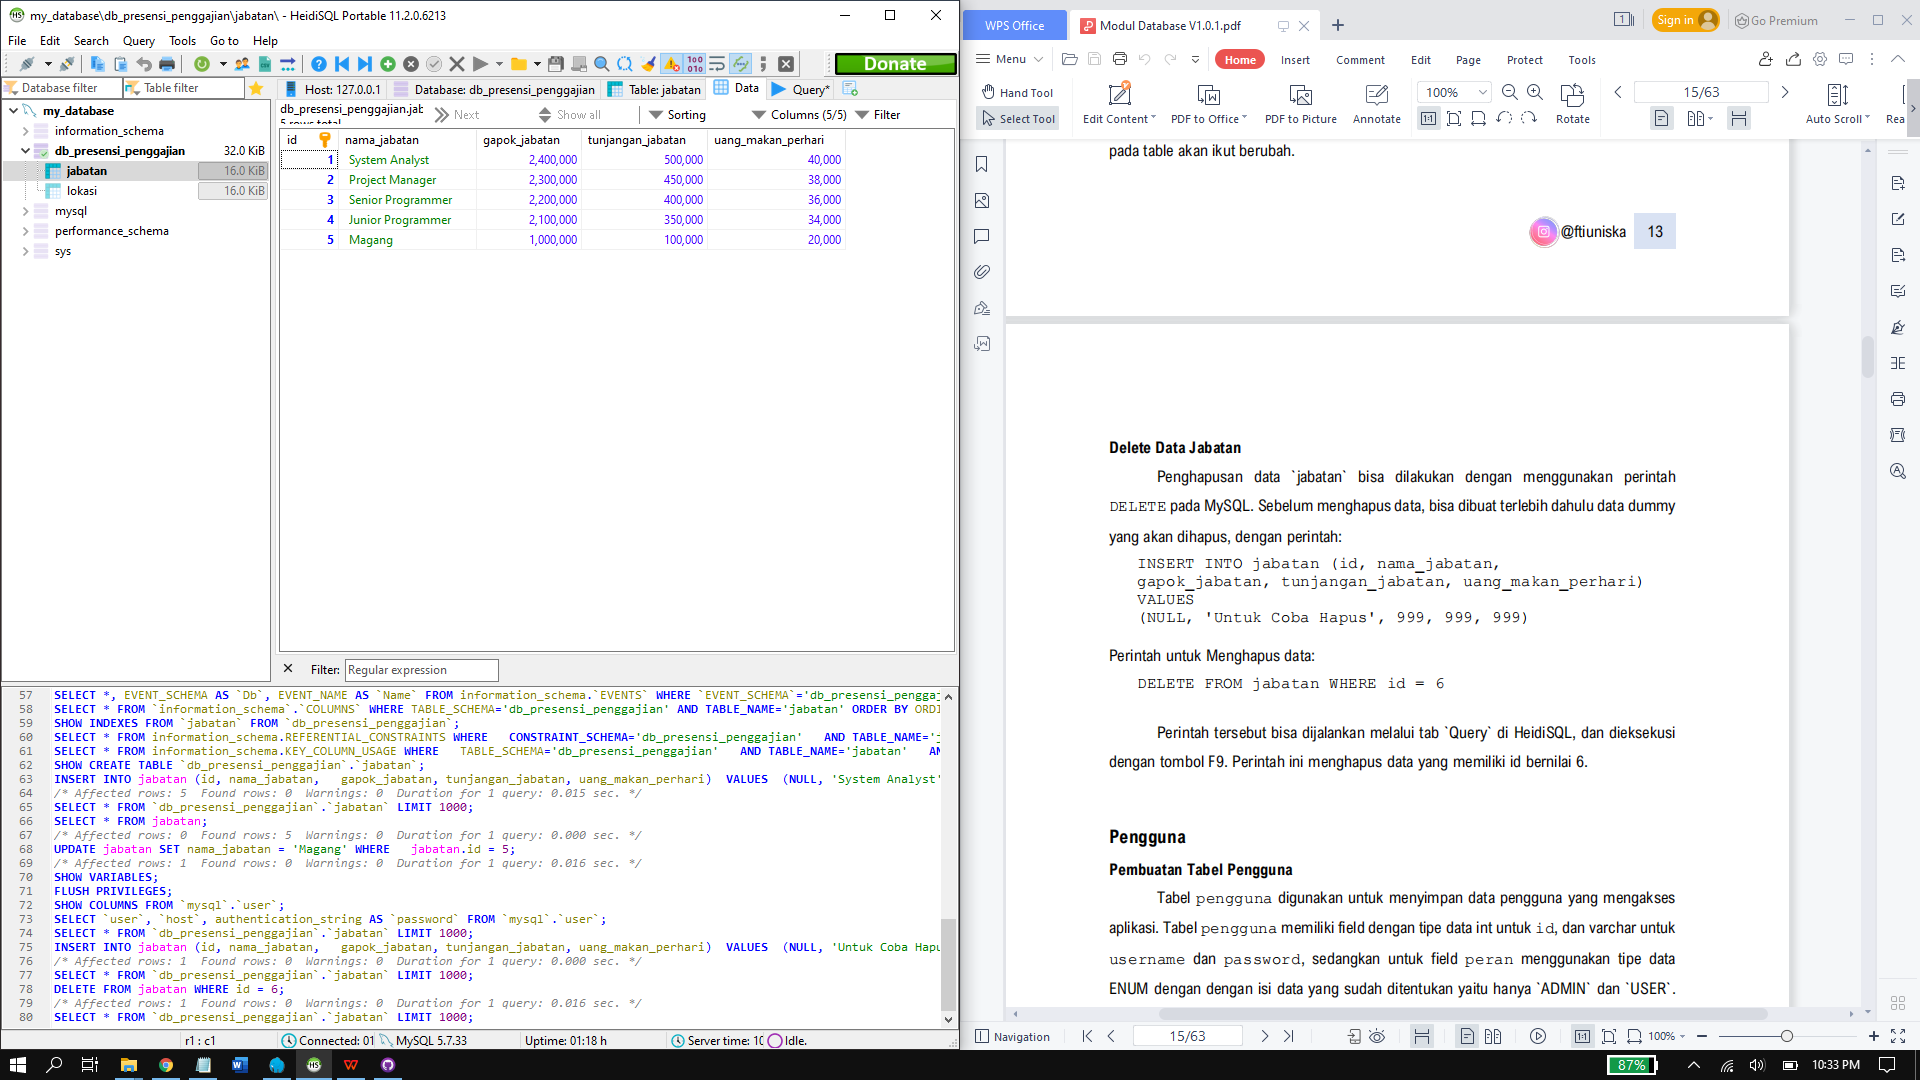 my_database\db_presensi_penggajian\jabatan\ - HeidiSQL Portable 11.2.0.6213
File Edit Search Query Tools Go to Help
Donate
Database filter Table filter
my_database
information_schema
db_presensi_penggajian 32.0 KiB
jabatan 16.0 KiB
lokasi 16.0 KiB
mysql
performance_schema
sys
Host: 127.0.0.1 Database: db_presensi_penggajian Table: jabatan Data Query*
db_presensi_penggajian.jab Next Show all Sorting Columns (5/5) Filter
id nama_jabatan gapok_jabatan tunjangan_jabatan uang_makan_perhari
1 System Analyst 2,400,000 500,000 40,000
2 Project Manager 2,300,000 450,000 38,000
3 Senior Programmer 2,200,000 400,000 36,000
4 Junior Programmer 2,100,000 350,000 34,000
5 Magang 1,000,000 100,000 20,000
Filter: Regular expression
57 SELECT *, EVENT_SCHEMA AS `Db`, EVENT_NAME AS `Name` FROM information_schema.`EVENTS` WHERE `EVENT_SCHEMA`='db_presensi_penggaj
58 SELECT * FROM `information_schema`.`COLUMNS` WHERE TABLE_SCHEMA='db_presensi_penggajian' AND TABLE_NAME='jabatan' ORDER BY ORDI
59 SHOW INDEXES FROM `jabatan` FROM `db_presensi_penggajian`;
60 SELECT * FROM information_schema.REFERENTIAL_CONSTRAINTS WHERE CONSTRAINT_SCHEMA='db_presensi_penggajian' AND TABLE_NAME='j
61 SELECT * FROM information_schema.KEY_COLUMN_USAGE WHERE TABLE_SCHEMA='db_presensi_penggajian' AND TABLE_NAME='jabatan' AN
62 SHOW CREATE TABLE `db_presensi_penggajian`.`jabatan`;
63 INSERT INTO jabatan (id, nama_jabatan, gapok_jabatan, tunjangan_jabatan, uang_makan_perhari) VALUES (NULL, 'System Analyst'
64 /* Affected rows: 5 Found rows: 0 Warnings: 0 Duration for 1 query: 0.015 sec. */
65 SELECT * FROM `db_presensi_penggajian`.`jabatan` LIMIT 1000;
66 SELECT * FROM jabatan;
67 /* Affected rows: 0 Found rows: 5 Warnings: 0 Duration for 1 query: 0.000 sec. */
68 UPDATE jabatan SET nama_jabatan = 'Magang' WHERE jabatan.id = 5;
69 /* Affected rows: 1 Found rows: 0 Warnings: 0 Duration for 1 query: 0.016 sec. */
70 SHOW VARIABLES;
71 FLUSH PRIVILEGES;
72 SHOW COLUMNS FROM `mysql`.`user`;
73 SELECT `user`, `host`, authentication_string AS `password` FROM `mysql`.`user`;
74 SELECT * FROM `db_presensi_penggajian`.`jabatan` LIMIT 1000;
75 INSERT INTO jabatan (id, nama_jabatan, gapok_jabatan, tunjangan_jabatan, uang_makan_perhari) VALUES (NULL, 'Untuk Coba Hapu
76 /* Affected rows: 1 Found rows: 0 Warnings: 0 Duration for 1 query: 0.000 sec. */
77 SELECT * FROM `db_presensi_penggajian`.`jabatan` LIMIT 1000;
78 DELETE FROM jabatan WHERE id = 6;
79 /* Affected rows: 1 Found rows: 0 Warnings: 0 Duration for 1 query: 0.016 sec. */
80 SELECT * FROM `db_presensi_penggajian`.`jabatan` LIMIT 1000;
r1 : c1 Connected: 01 MySQL 5.7.33 Uptime: 01:18 h Server time: 10 Idle.
WPS Office Modul Database V1.0.1.pdf 1 Sign in Go Premium
Menu Home Insert Comment Edit Page Protect Tools
Hand Tool
Select Tool
Edit Content PDF to Office PDF to Picture Annotate
100% 15/63
Rotate Auto Scroll Rea
pada table akan ikut berubah.
@ftiuniska 13
Delete Data Jabatan
Penghapusan data `jabatan` bisa dilakukan dengan menggunakan perintah
DELETE pada MySQL. Sebelum menghapus data, bisa dibuat terlebih dahulu data dummy
yang akan dihapus, dengan perintah:
INSERT INTO jabatan (id, nama_jabatan,
gapok_jabatan, tunjangan_jabatan, uang_makan_perhari)
VALUES
(NULL, 'Untuk Coba Hapus', 999, 999, 999)
Perintah untuk Menghapus data:
DELETE FROM jabatan WHERE id = 6
Perintah tersebut bisa dijalankan melalui tab `Query` di HeidiSQL, dan dieksekusi
dengan tombol F9. Perintah ini menghapus data yang memiliki id bernilai 6.
Pengguna
Pembuatan Tabel Pengguna
Tabel pengguna digunakan untuk menyimpan data pengguna yang mengakses
aplikasi. Tabel pengguna memiliki field dengan tipe data int untuk id, dan varchar untuk
username dan password, sedangkan untuk field peran menggunakan tipe data
ENUM dengan dengan isi data yang sudah ditentukan yaitu hanya `ADMIN` dan `USER`.
Navigation 15/63 100%
87% 10:33 PM